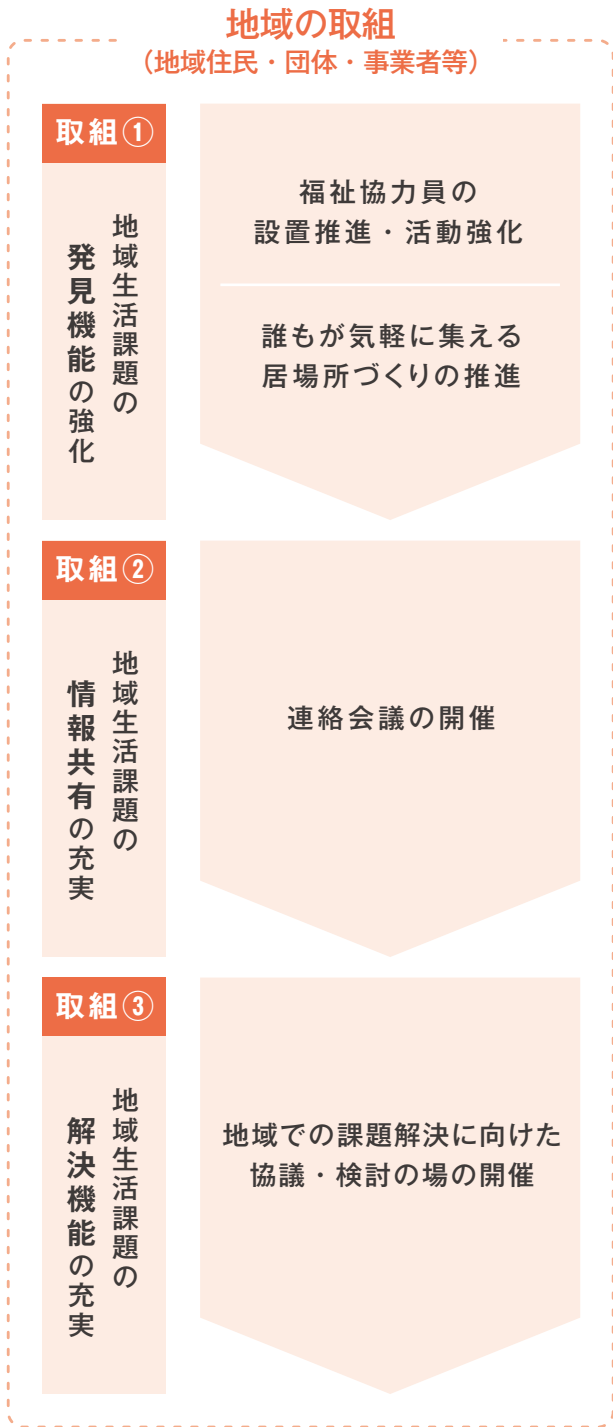 地域の取組
（地域住民・団体・事業者等）
取組①
地域生活課題の
発見機能の強化
福祉協力員の
設置推進・活動強化
誰もが気軽に集える
居場所づくりの推進
取組②
地域生活課題の
情報共有の充実
連絡会議の開催
取組③
地域生活課題の
解決機能の充実
地域での課題解決に向けた
協議・検討の場の開催